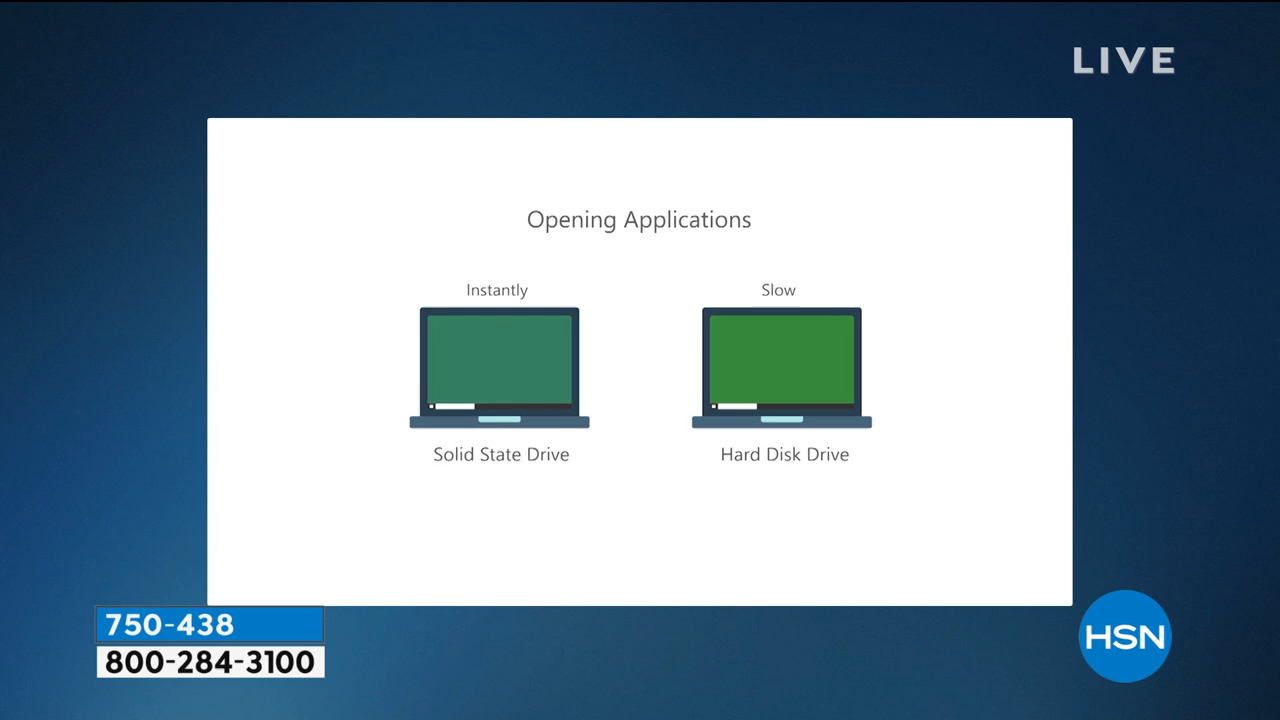 LIVE
Opening Applications
Instantly
Slow
Solid State Drive
Hard Disk Drive
750-438
800-284-3100
HSN